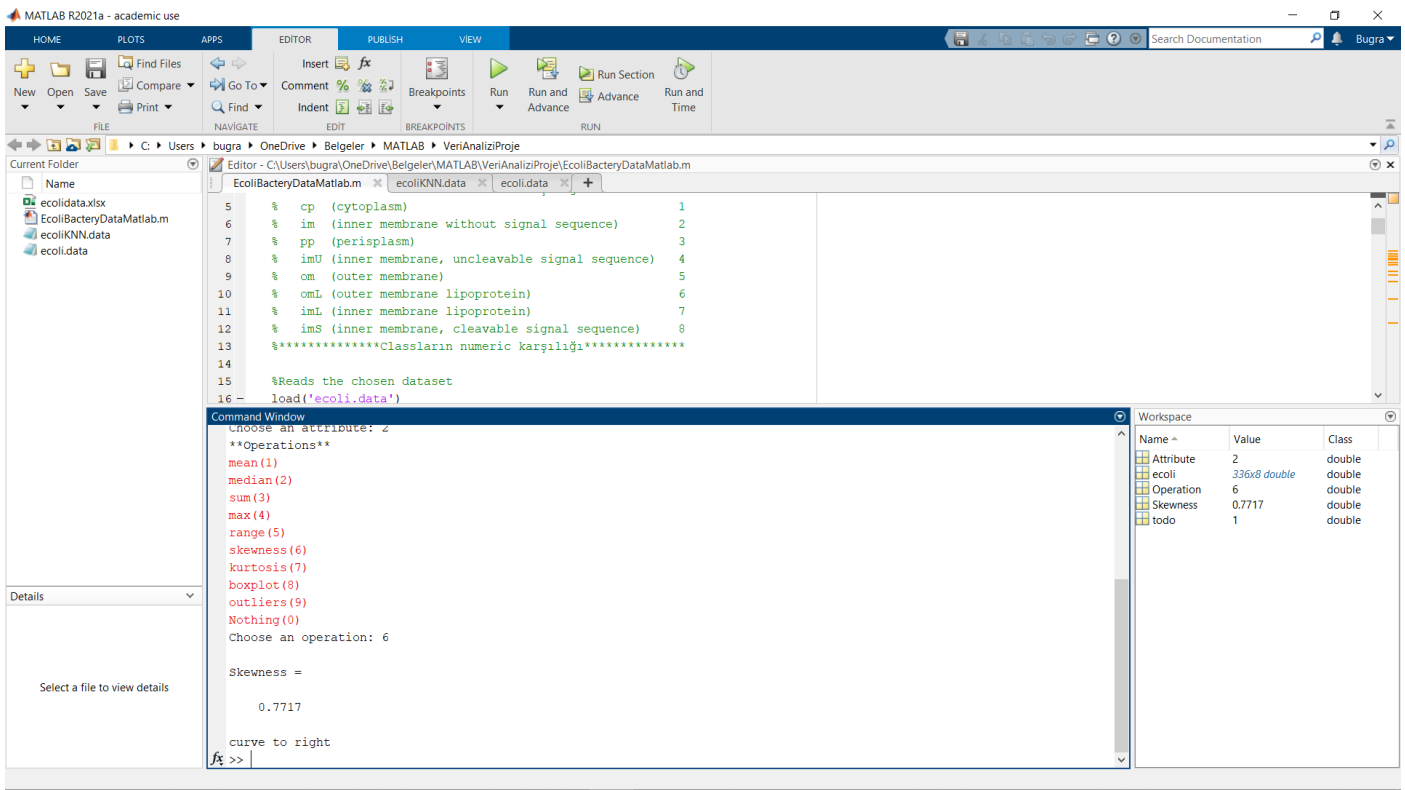 MATLAB R2021a - academic use
HOME PLOTS APPS EDİTOR PUBLİSH VİEW
Search Documentation
Bugra
New Open Save
Find Files
Compare
Print
FİLE
Go To
Find
NAVİGATE
Insert fx
Comment
Indent
EDİT
Breakpoints
BREAKPOİNTS
Run
Run and Advance
Run Section
Advance
Run and Time
RUN
C: Users bugra OneDrive Belgeler MATLAB VeriAnaliziProje
Current Folder
Name
ecolidata.xlsx
EcoliBacteryDataMatlab.m
ecoliKNN.data
ecoli.data
Details
Select a file to view details
Editor - C:\Users\bugra\OneDrive\Belgeler\MATLAB\VeriAnaliziProje\EcoliBacteryDataMatlab.m
EcoliBacteryDataMatlab.m ecoliKNN.data ecoli.data
5 % cp (cytoplasm) 1
6 % im (inner membrane without signal sequence) 2
7 % pp (perisplasm) 3
8 % imU (inner membrane, uncleavable signal sequence) 4
9 % om (outer membrane) 5
10 % omL (outer membrane lipoprotein) 6
11 % imL (inner membrane lipoprotein) 7
12 % imS (inner membrane, cleavable signal sequence) 8
13 %**************Classların numeric karşılığı**************
14
15 %Reads the chosen dataset
16 – load('ecoli.data')
Command Window
Choose an attribute: 2
**Operations**
mean(1)
median(2)
sum(3)
max(4)
range(5)
skewness(6)
kurtosis(7)
boxplot(8)
outliers(9)
Nothing(0)
Choose an operation: 6
Skewness =
0.7717
curve to right
fx >>
Workspace
Name Value Class
Attribute 2 double
ecoli 336x8 double double
Operation 6 double
Skewness 0.7717 double
todo 1 double